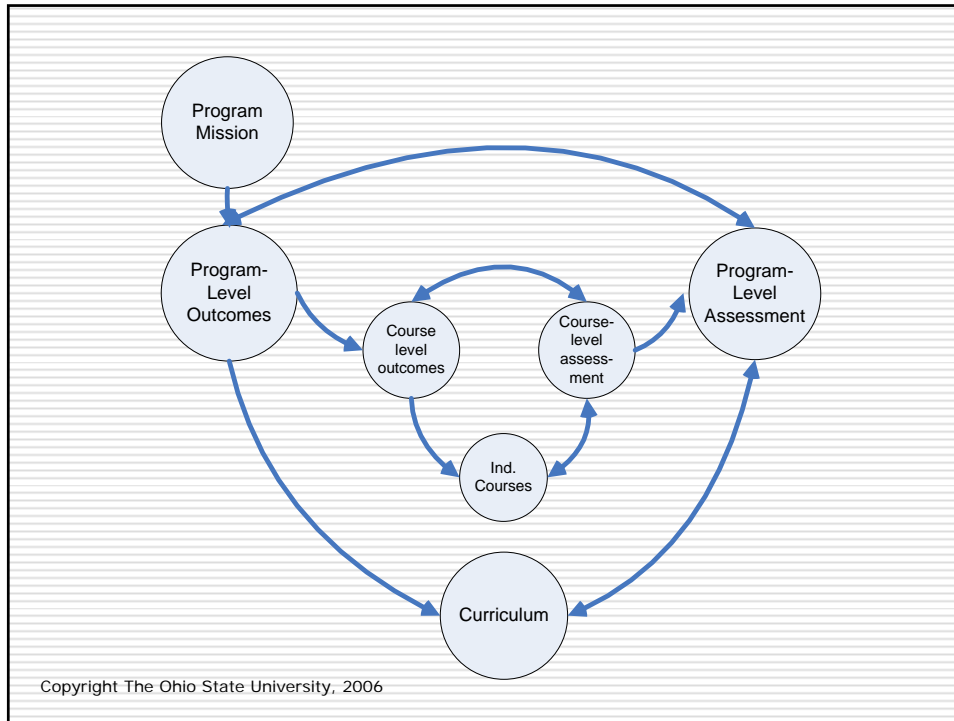 Program
Mission
Program-
Level
Outcomes
Program-
Level
Assessment
Course
level
outcomes
Course-
level
assess-
ment
Ind.
Courses
Curriculum
Copyright The Ohio State University, 2006